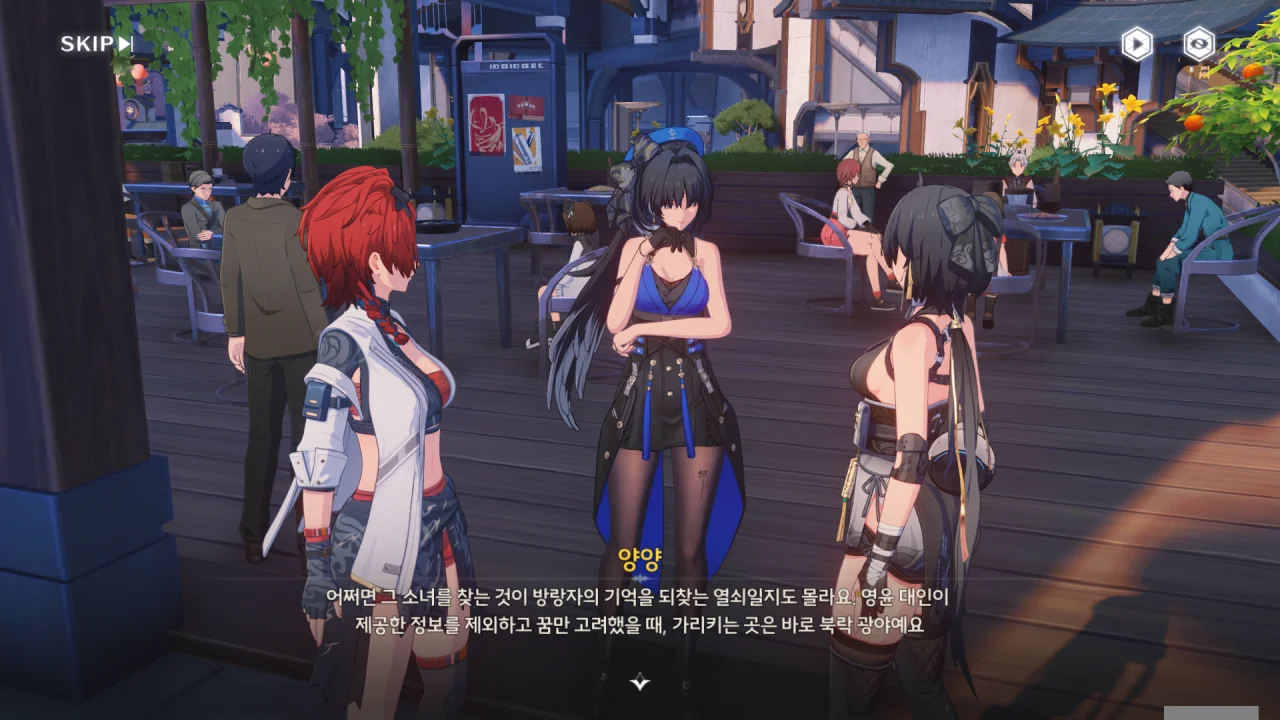 SKIP
양양
어쩌면 그 소녀를 찾는 것이 방랑자의 기억을 되찾는 열쇠일지도 몰라요. 영윤 대인이
제공한 정보를 제외하고 꿈만 고려했을 때, 가리키는 곳은 바로 북락 광야예요